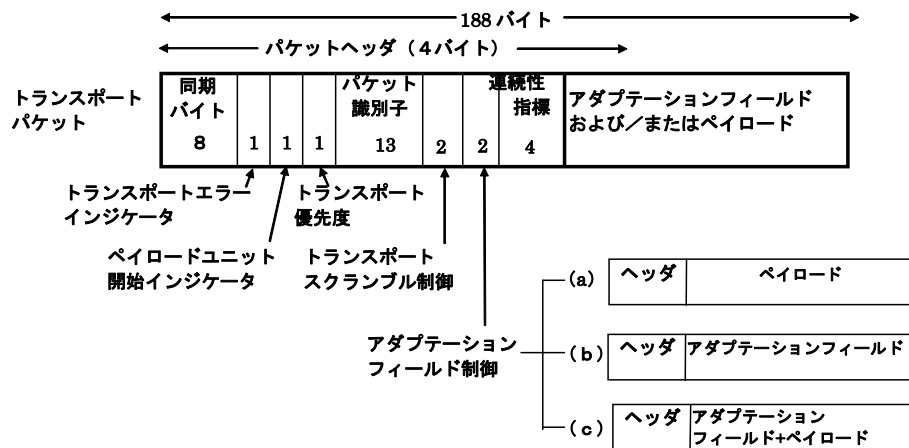 188 バイト
パケットヘッダ（4バイト）
トランスポート
パケット
同期
バイト
8
1
1
1
パケット
識別子
13
2
2
連続性
指標
4
アダプテーションフィールド
および／またはペイロード
トランスポートエラー
インジケータ
トランスポート
優先度
ペイロードユニット
開始インジケータ
トランスポート
スクランブル制御
アダプテーション
フィールド制御
(a)
ヘッダ
ペイロード
(b)
ヘッダ
アダプテーションフィールド
(c)
ヘッダ
アダプテーション
フィールド+ペイロード